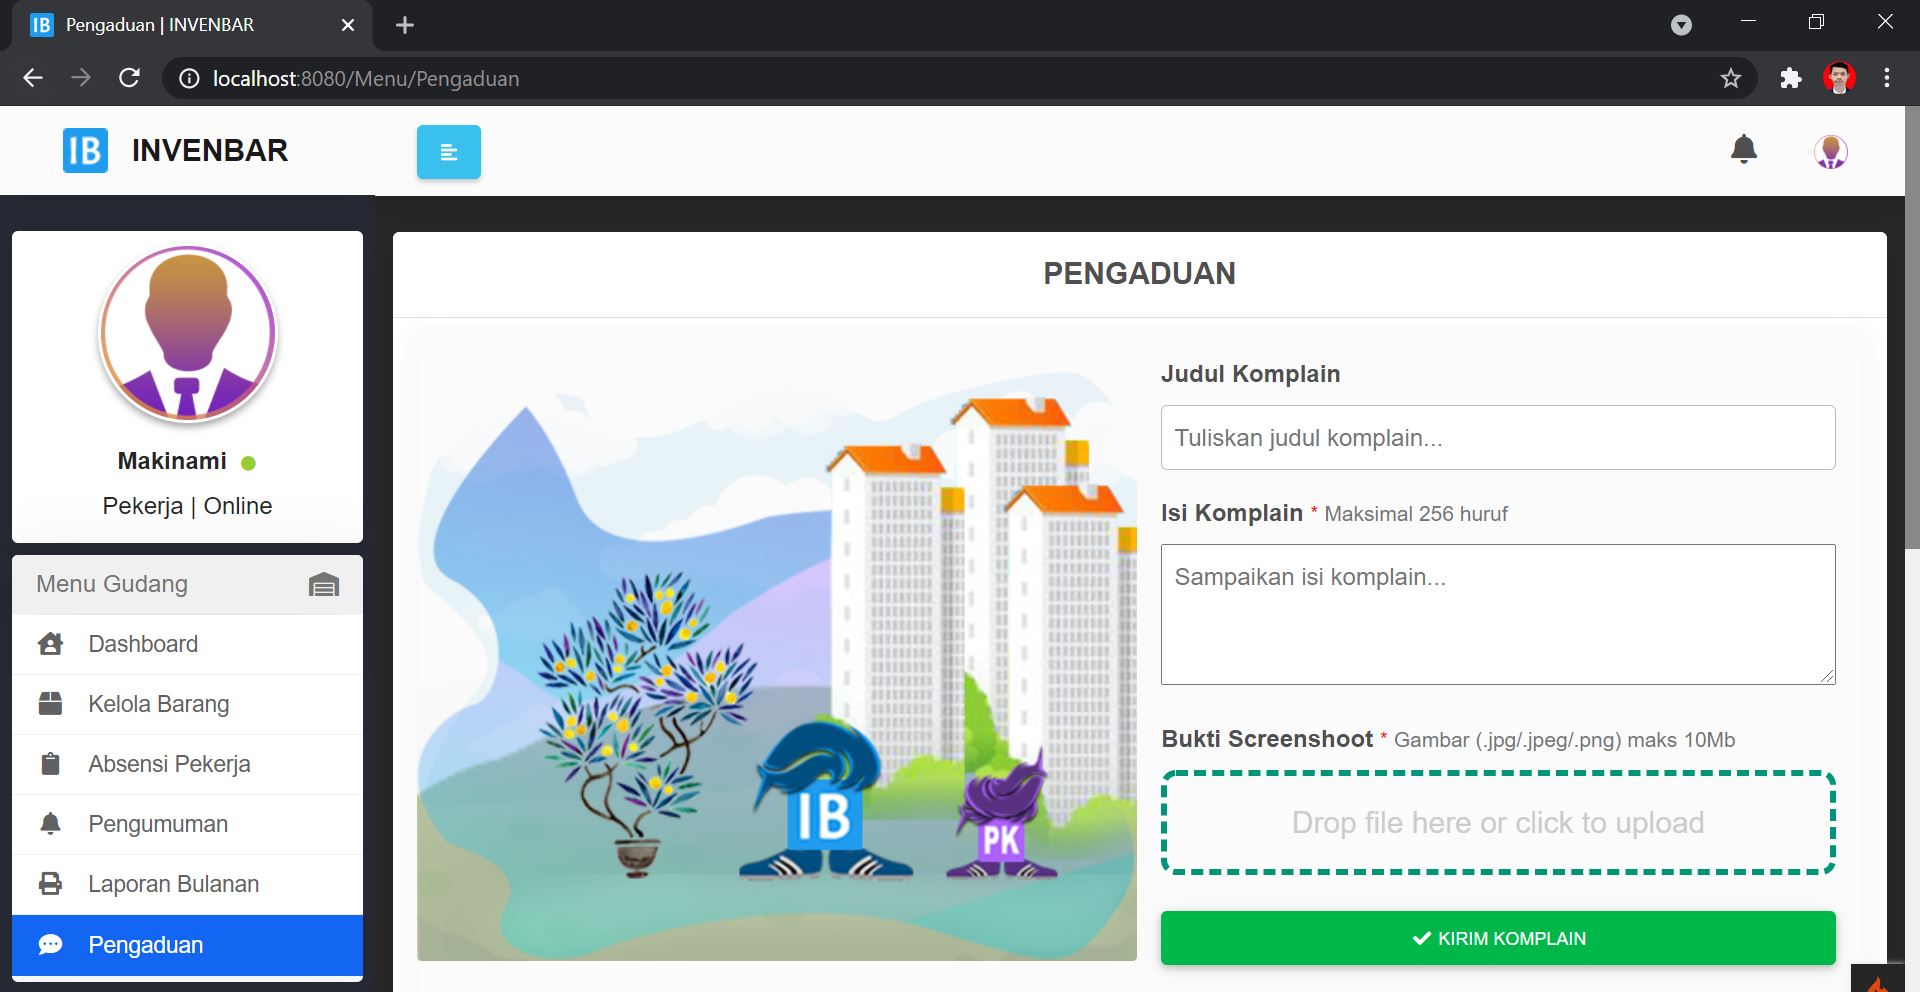 IB Pengaduan | INVENBAR
localhost:8080/Menu/Pengaduan
IB INVENBAR
Makinami
Pekerja | Online
Menu Gudang
Dashboard
Kelola Barang
Absensi Pekerja
Pengumuman
Laporan Bulanan
Pengaduan
PENGADUAN
IB
PK
Judul Komplain
Tuliskan judul komplain...
Isi Komplain * Maksimal 256 huruf
Sampaikan isi komplain...
Bukti Screenshoot * Gambar (.jpg/.jpeg/.png) maks 10Mb
Drop file here or click to upload
KIRIM KOMPLAIN